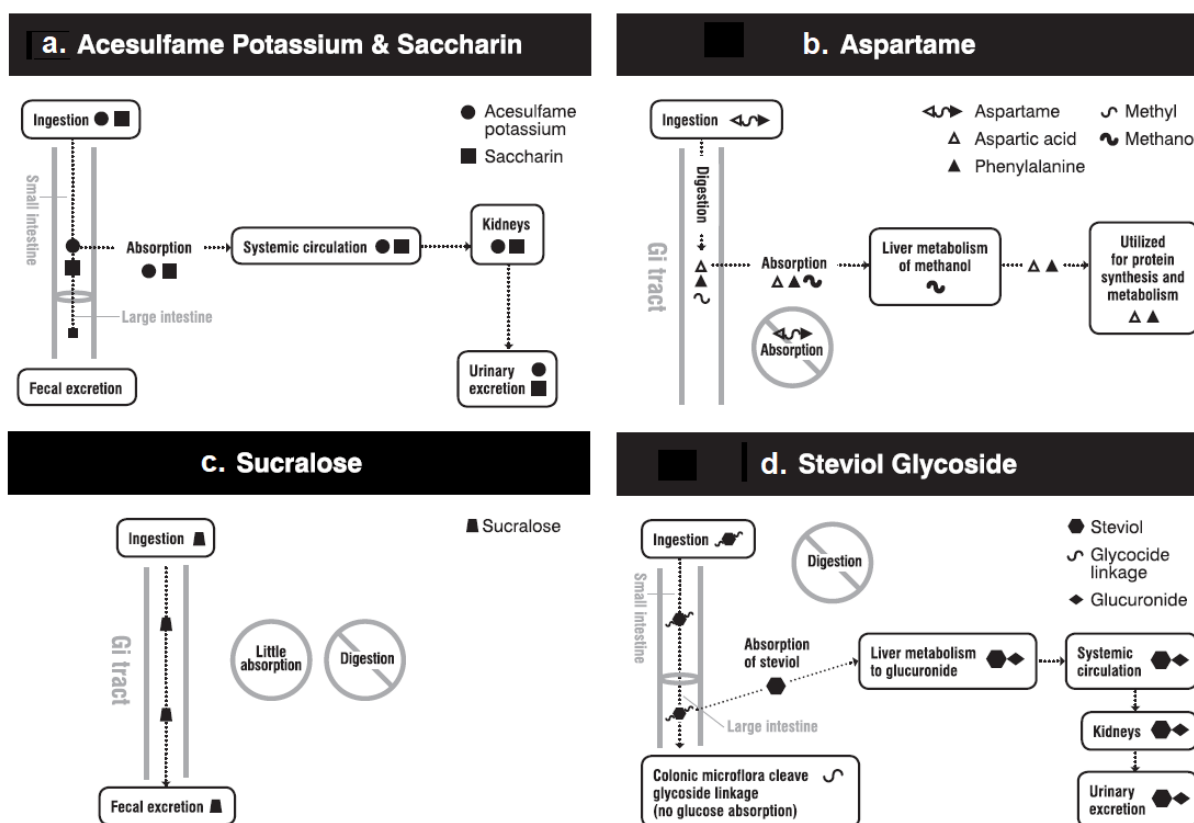 a. Acesulfame Potassium & Saccharin
Ingestion
Acesulfame
potassium
Saccharin
Small intestine
Absorption
Systemic circulation
Kidneys
Large intestine
Fecal excretion
Urinary
excretion
b. Aspartame
Ingestion
Aspartame
Methyl
Aspartic acid
Methano
Phenylalanine
Digestion
Gi tract
Absorption
Liver metabolism
of methanol
Utilized
for protein
synthesis and
metabolism
Absorption
c. Sucralose
Ingestion
Sucralose
Gi tract
Little
absorption
Digestion
Fecal excretion
d. Steviol Glycoside
Ingestion
Digestion
Steviol
Glycocide
linkage
Glucuronide
Small intestine
Absorption
of steviol
Liver metabolism
to glucuronide
Systemic
circulation
Large intestine
Kidneys
Colonic microflora cleave
glycoside linkage
(no glucose absorption)
Urinary
excretion